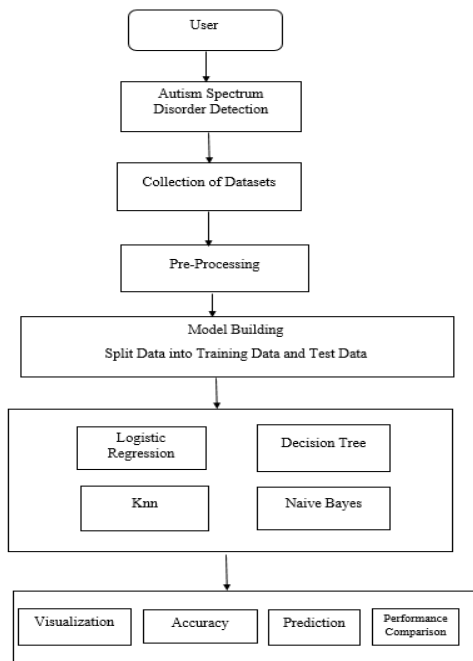 User
Autism Spectrum
Disorder Detection
Collection of Datasets
Pre-Processing
Model Building
Split Data into Training Data and Test Data
Logistic
Regression
Decision Tree
Knn
Naive Bayes
Visualization
Accuracy
Prediction
Performance
Comparison